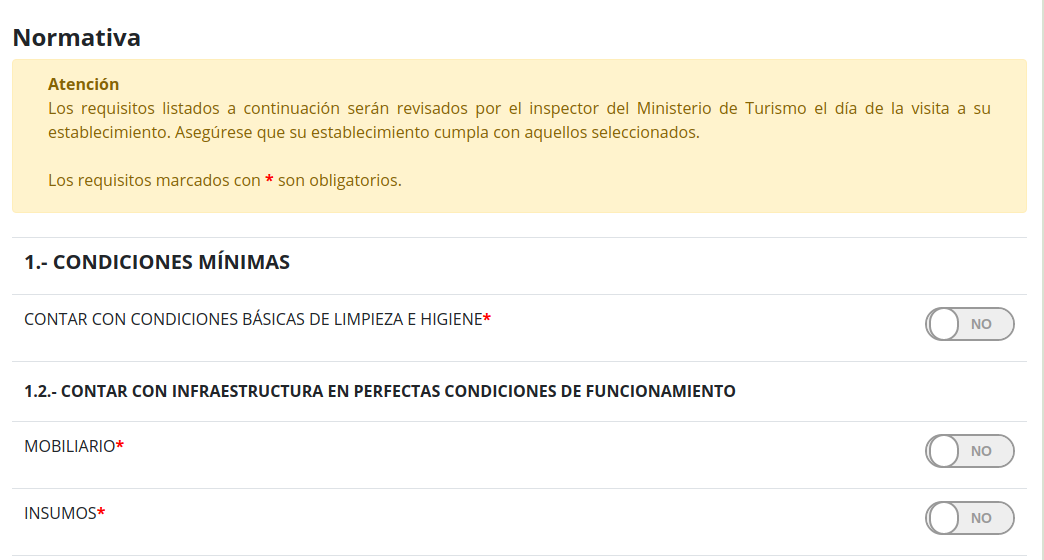 Normativa
Atención
Los requisitos listados a continuación serán revisados por el inspector del Ministerio de Turismo el día de la visita a su
establecimiento. Asegúrese que su establecimiento cumpla con aquellos seleccionados.
Los requisitos marcados con * son obligatorios.
1.- CONDICIONES MÍNIMAS
CONTAR CON CONDICIONES BÁSICAS DE LIMPIEZA E HIGIENE* NO
1.2.- CONTAR CON INFRAESTRUCTURA EN PERFECTAS CONDICIONES DE FUNCIONAMIENTO
MOBILIARIO* NO
INSUMOS* NO